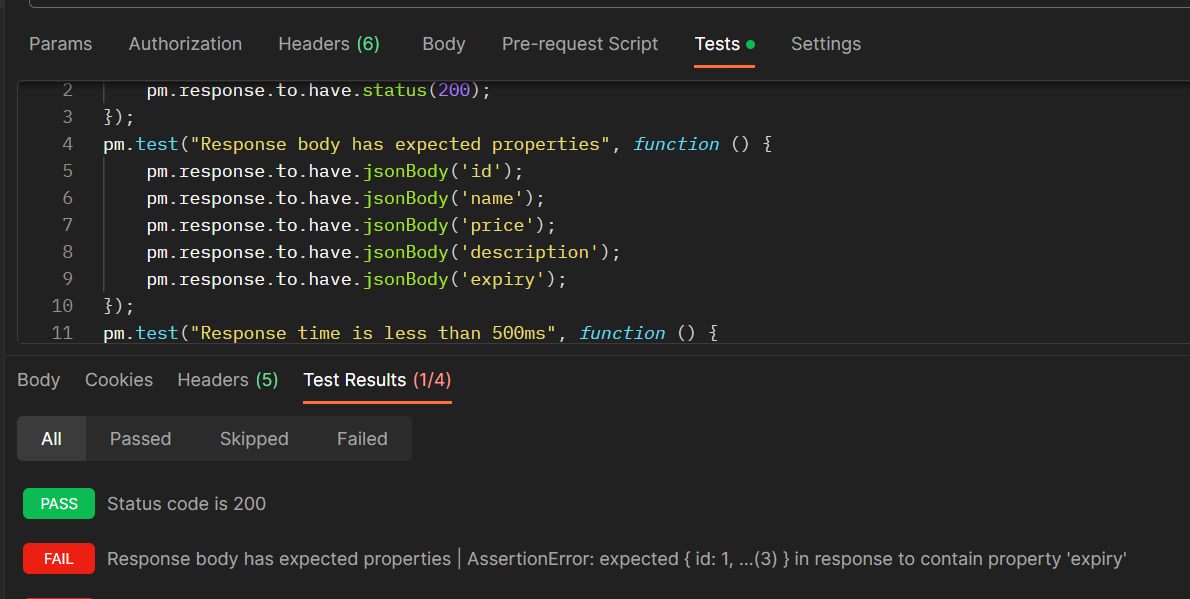 Params Authorization Headers (6) Body Pre-request Script Tests Settings
2 pm.response.to.have.status(200);
3 });
4 pm.test("Response body has expected properties", function () {
5 pm.response.to.have.jsonBody('id');
6 pm.response.to.have.jsonBody('name');
7 pm.response.to.have.jsonBody('price');
8 pm.response.to.have.jsonBody('description');
9 pm.response.to.have.jsonBody('expiry');
10 });
11 pm.test("Response time is less than 500ms", function () {
Body Cookies Headers (5) Test Results (1/4)
All Passed Skipped Failed
PASS Status code is 200
FAIL Response body has expected properties | AssertionError: expected { id: 1, ...(3) } in response to contain property 'expiry'